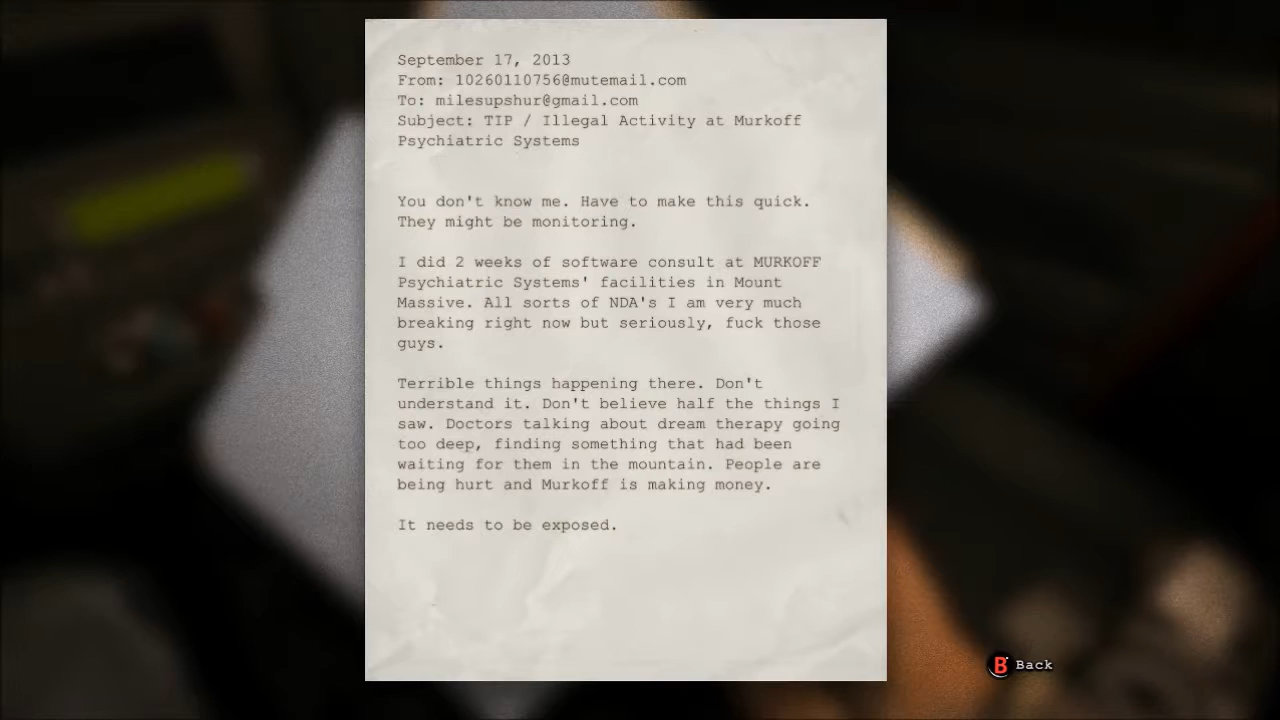 September 17, 2013
From: 10260110756@mutemail.com
To: milesupshur@gmail.com
Subject: TIP / Illegal Activity at Murkoff
Psychiatric Systems
You don't know me. Have to make this quick.
They might be monitoring.
I did 2 weeks of software consult at MURKOFF
Psychiatric Systems' facilities in Mount
Massive. All sorts of NDA's I am very much
breaking right now but seriously, fuck those
guys.
Terrible things happening there. Don't
understand it. Don't believe half the things I
saw. Doctors talking about dream therapy going
too deep, finding something that had been
waiting for them in the mountain. People are
being hurt and Murkoff is making money.
It needs to be exposed.
B Back